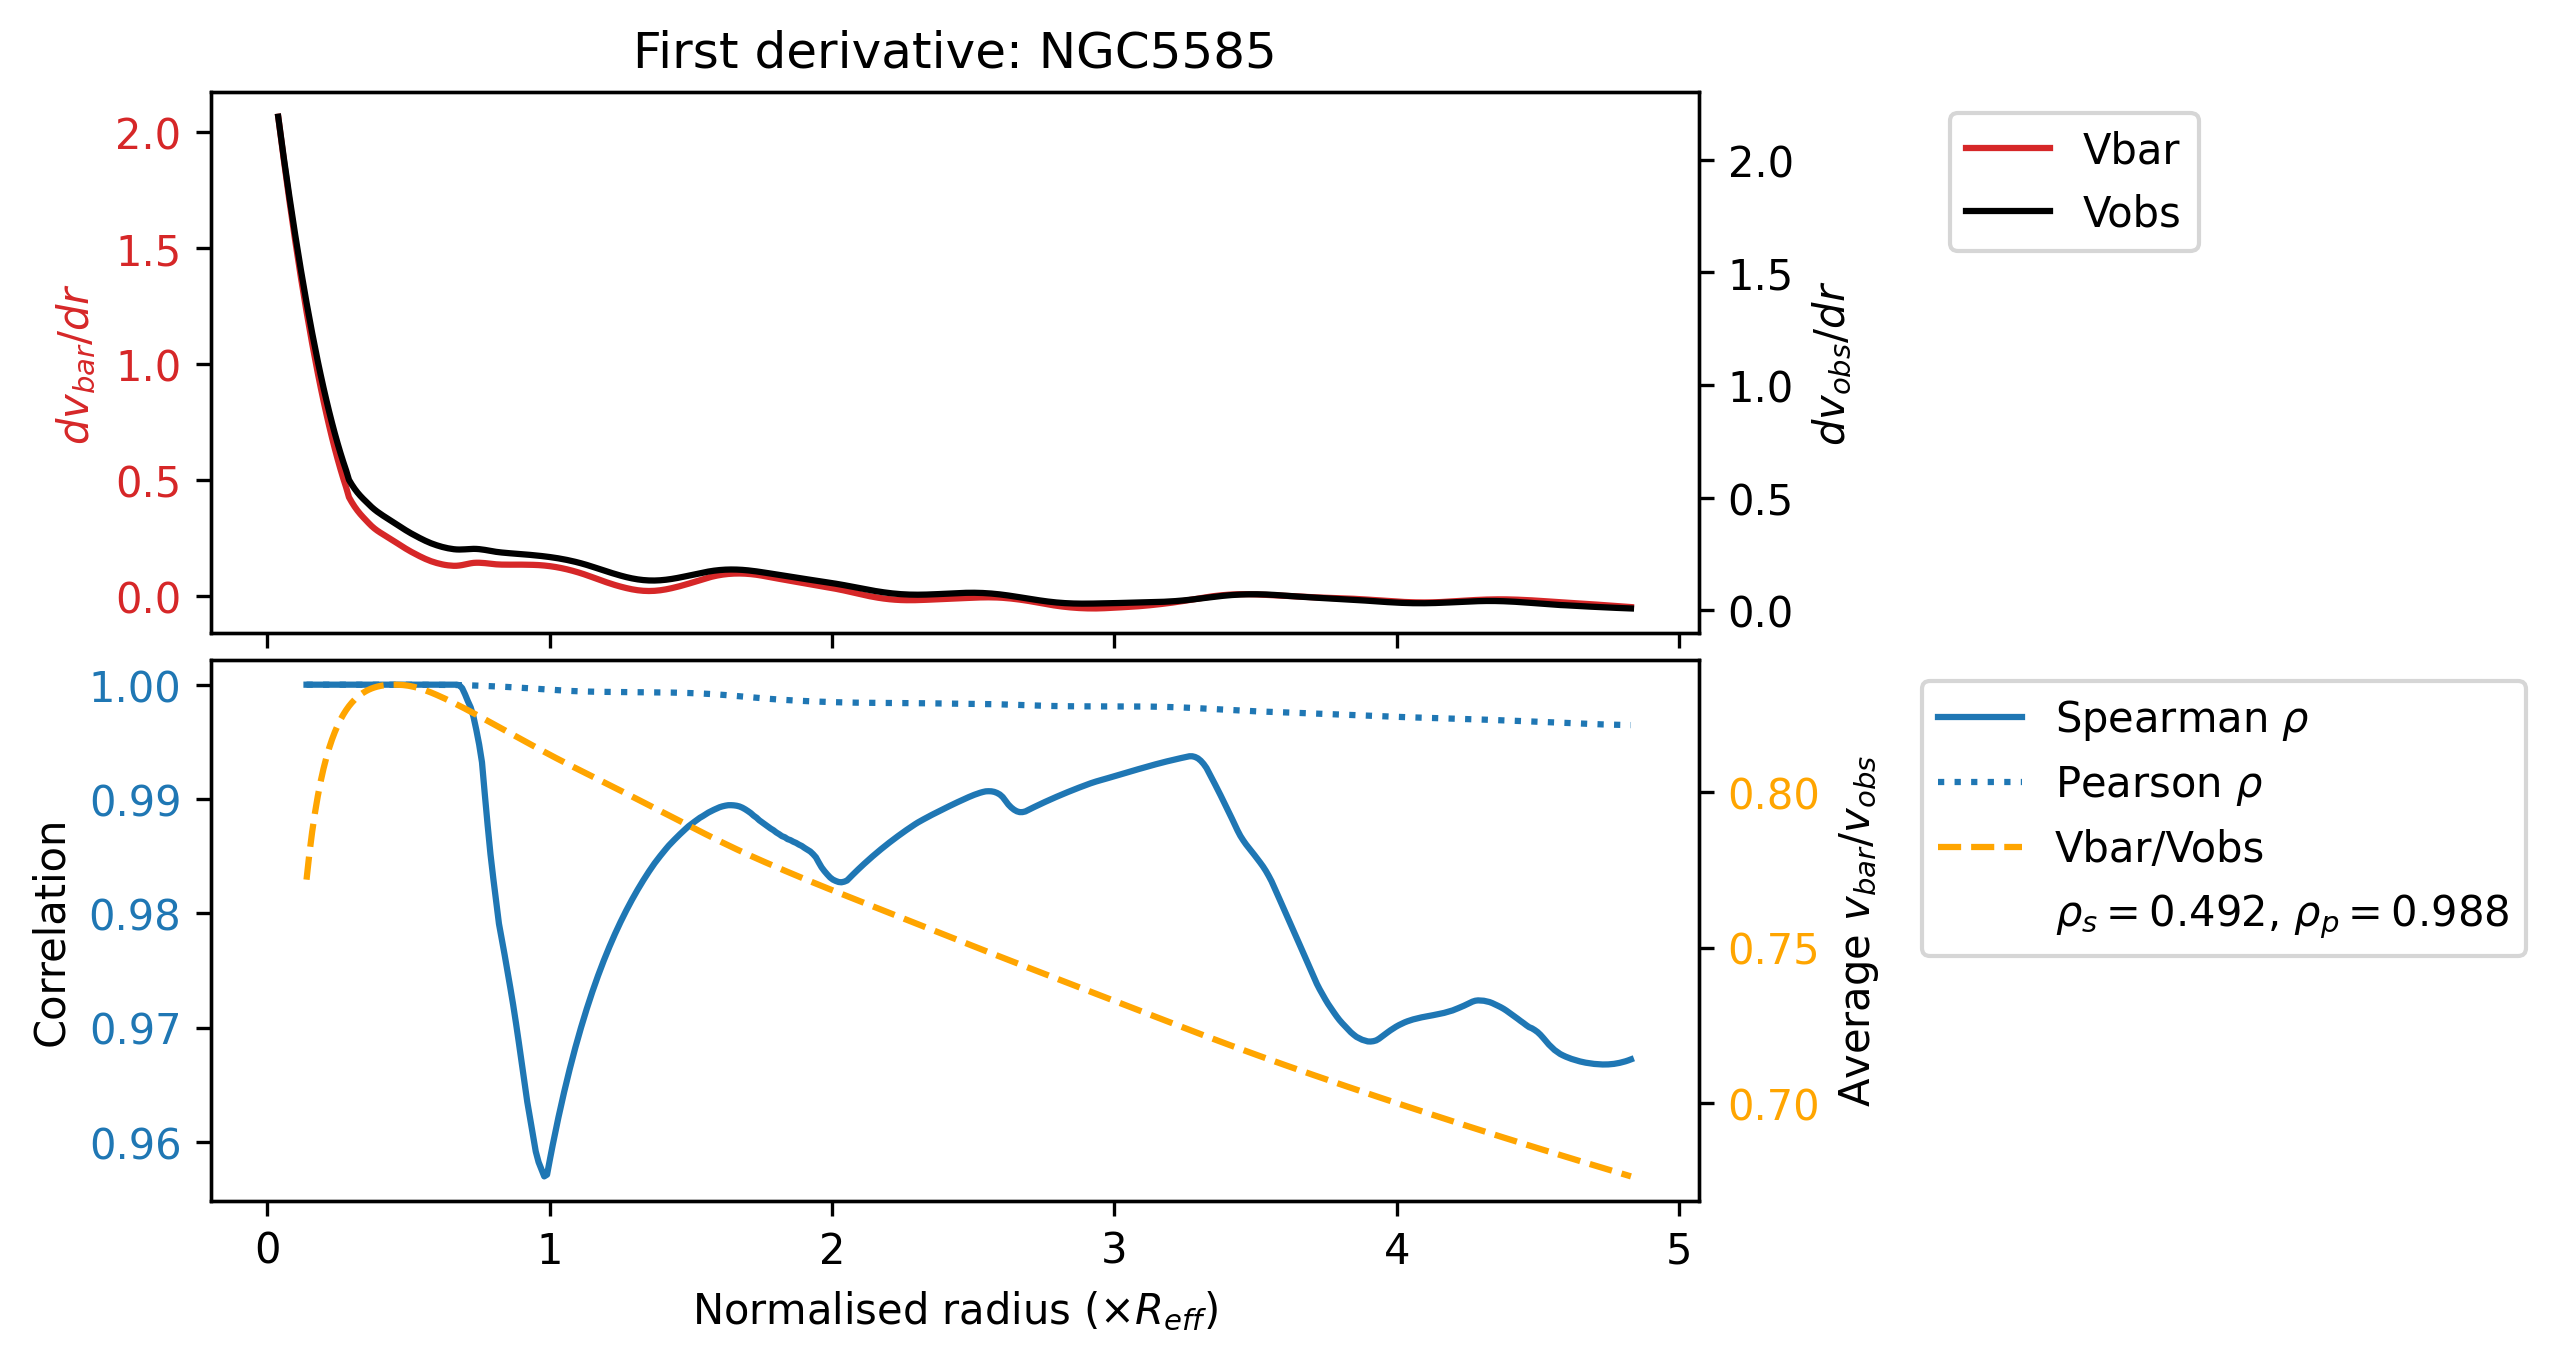 First derivative: NGC5585
2.0
1.5
1.0
0.5
0.0
dv_bar/dr
2.0
1.5
1.0
0.5
0.0
dv_obs/dr
Vbar
Vobs
1.00
0.99
0.98
0.97
0.96
Correlation
0.80
0.75
0.70
Average v_bar/v_obs
Spearman ρ
Pearson ρ
Vbar/Vobs
ρ_s = 0.492, ρ_p = 0.988
0 1 2 3 4 5
Normalised radius (×R_eff)